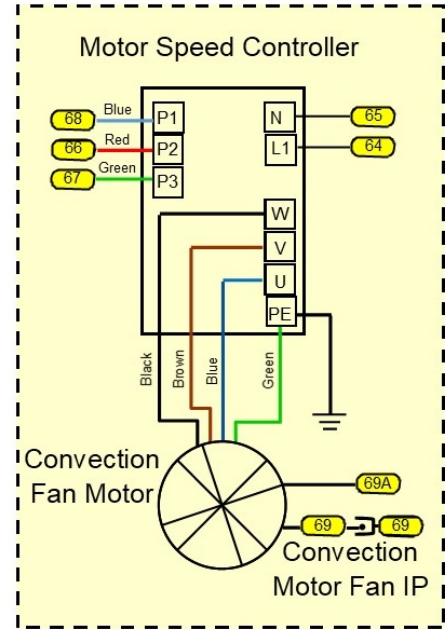 Motor Speed Controller
68 Blue P1 N 65
66 Red P2 L1 64
67 Green P3
W
V
U
PE
Black Brown Blue Green
Convection
Fan Motor
69A
69 69
Convection
Motor Fan IP